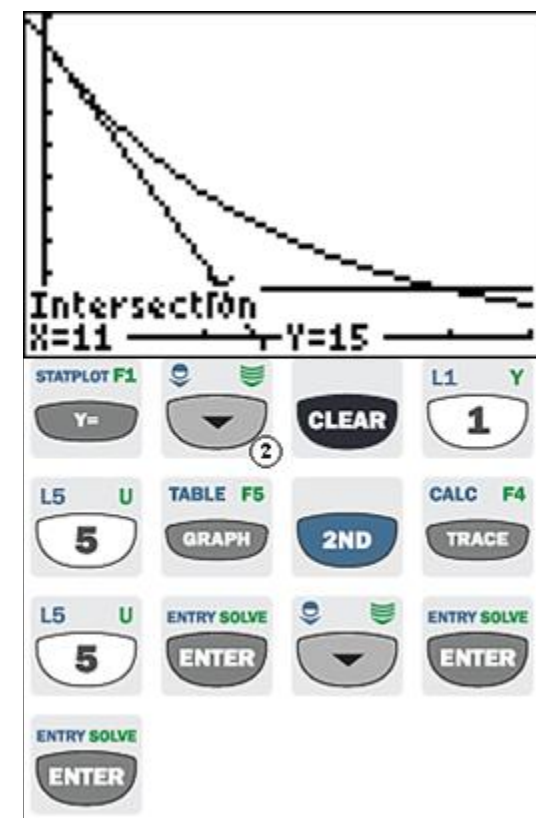 Intersection
X=11 Y=15
STATPLOT F1 L1 Y
Y= 2 CLEAR 1
L5 U TABLE F5 CALC F4
5 GRAPH 2ND TRACE
L5 U ENTRY SOLVE ENTRY SOLVE
5 ENTER ENTER
ENTRY SOLVE
ENTER